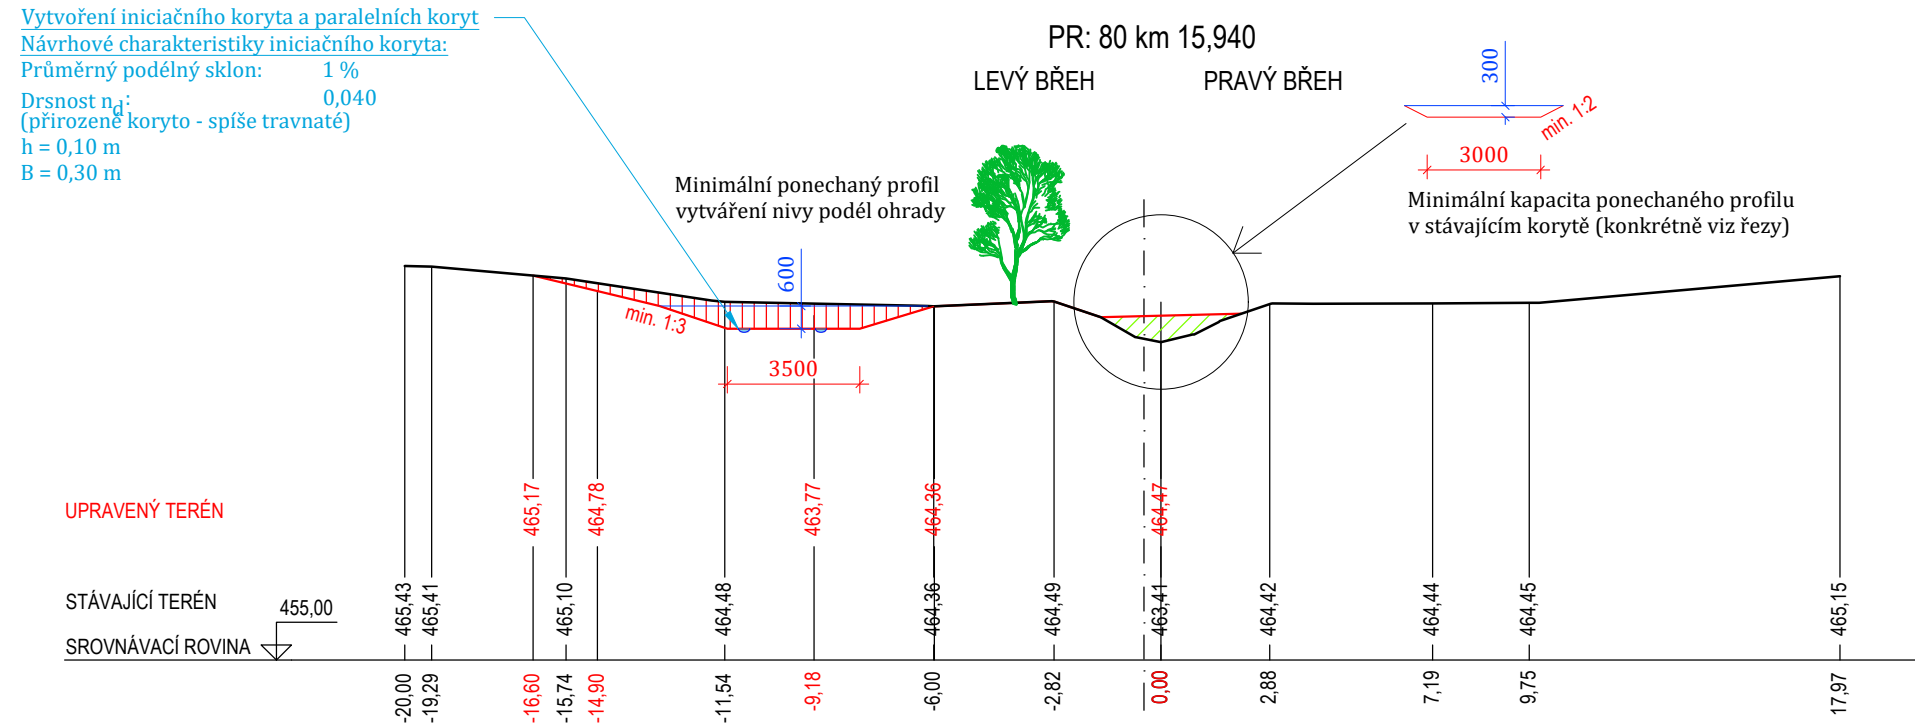 Vytvoření iniciačního koryta a paralelních koryt
Návrhové charakteristiky iniciačního koryta:
Průměrný podélný sklon: 1 %
Drsnost nd: 0,040
(přirozené koryto - spíše travnaté)
h = 0,10 m
B = 0,30 m
PR: 80 km 15,940
LEVÝ BŘEH PRAVÝ BŘEH
300
min. 1:2
3000
Minimální kapacita ponechaného profilu
v stávajícím korytě (konkrétně viz řezy)
Minimální ponechaný profil
vytváření nivy podél ohrady
600
min. 1:3
3500
UPRAVENÝ TERÉN
465,17 464,78 463,77 464,36 464,47
STÁVAJÍCÍ TERÉN
465,43 465,41 465,10 464,48 464,36 464,49 463,41 464,42 464,44 464,45 465,15
455,00
SROVNÁVACÍ ROVINA
-20,00 -19,29 -16,60 -15,74 -14,90 -11,54 -9,18 -6,00 -2,82 0,00 2,88 7,19 9,75 17,97